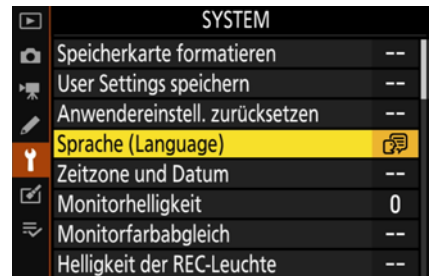 SYSTEM
Speicherkarte formatieren --
User Settings speichern --
Anwendereinstell. zurücksetzen --
Sprache (Language)
Zeitzone und Datum --
Monitorhelligkeit 0
Monitorfarbabgleich --
Helligkeit der REC-Leuchte --